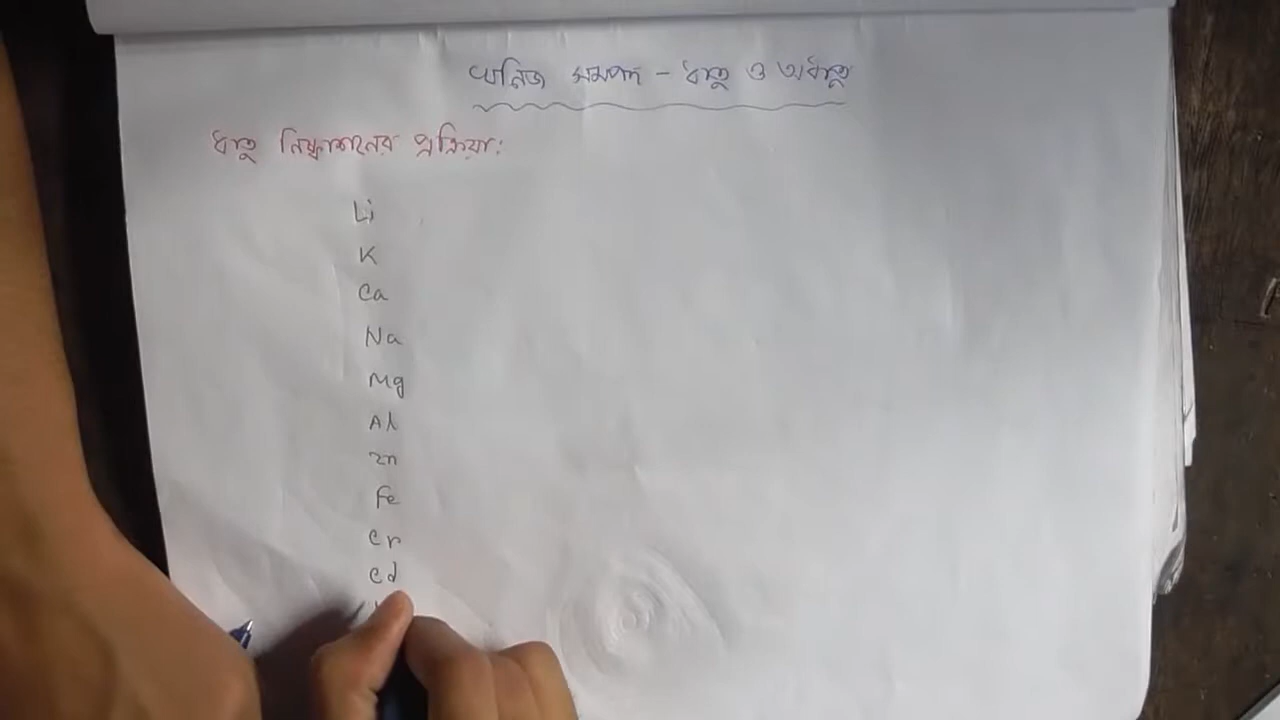 খনিজ সম্পদ - ধাতু ও অধাতু
ধাতু নিষ্কাশনের প্রক্রিয়া:
Li
K
Ca
Na
Mg
Al
Zn
Fe
Cr
Cd